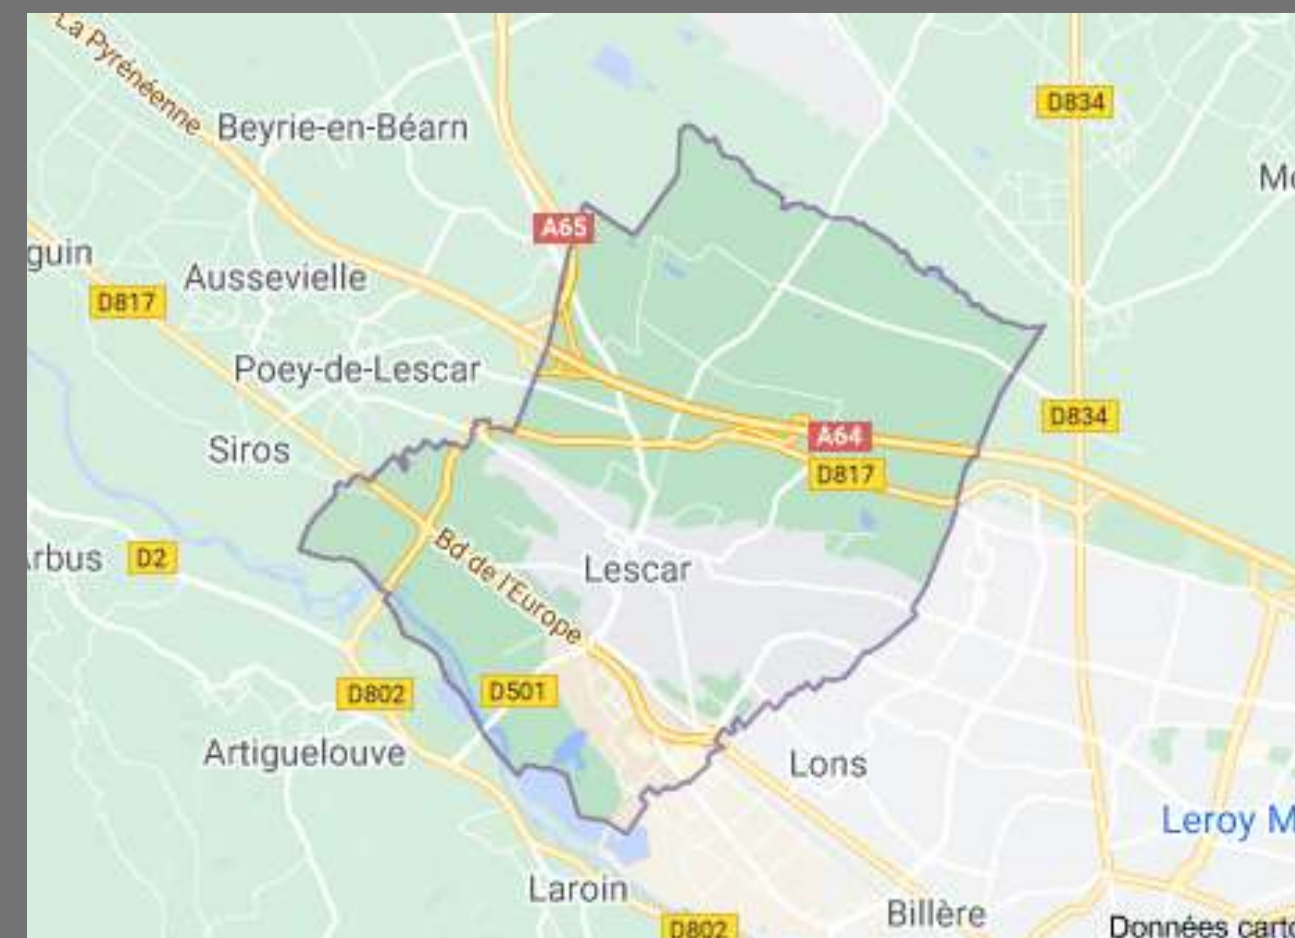 La Pyrénéenne
D834
Beyrie-en-Béarn
Mo
A65
guin
Aussevielle
D817
Poey-de-Lescar
D834
A64
Siros
D817
Bd de l'Europe
rbus
D2
Lescar
D802
D501
Artiguelouve
Lons
Leroy M
Laroin
Billère
D802
Données carto